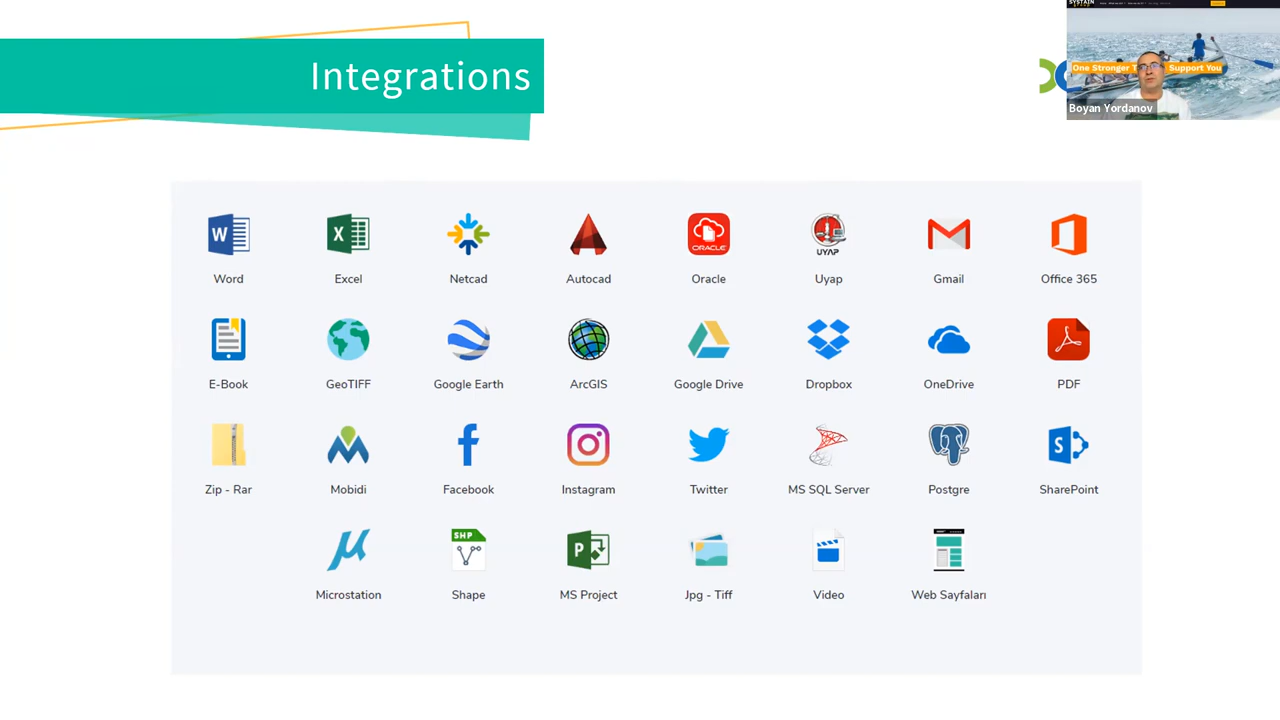 Integrations
SYSTAIN
One Stronger T Support You
Boyan Yordanov
W
X
ORACLE
UYAP
Word Excel Netcad Autocad Oracle Uyap Gmail Office 365
E-Book GeoTIFF Google Earth ArcGIS Google Drive Dropbox OneDrive PDF
S
Zip - Rar Mobidi Facebook Instagram Twitter MS SQL Server Postgre SharePoint
SHP
P
Microstation Shape MS Project Jpg - Tiff Video Web Sayfaları